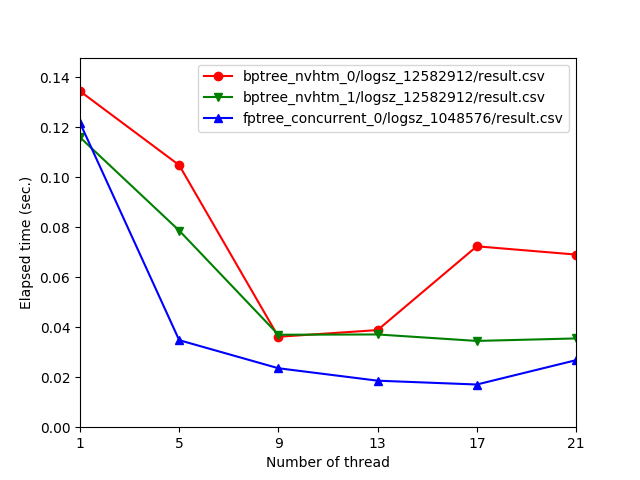 bptree_nvhtm_0/logsz_12582912/result.csv
bptree_nvhtm_1/logsz_12582912/result.csv
fptree_concurrent_0/logsz_1048576/result.csv
0.14
0.12
0.10
0.08
0.06
0.04
0.02
0.00
Elapsed time (sec.)
1 5 9 13 17 21
Number of thread